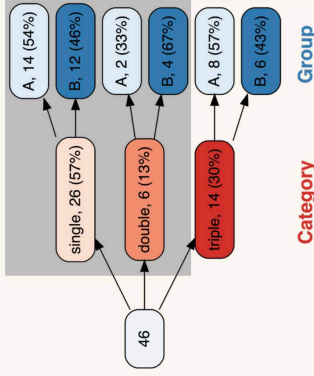 46
single, 26 (57%)
double, 6 (13%)
triple, 14 (30%)
A, 14 (54%)
B, 12 (46%)
A, 2 (33%)
B, 4 (67%)
A, 8 (57%)
B, 6 (43%)
Category
Group